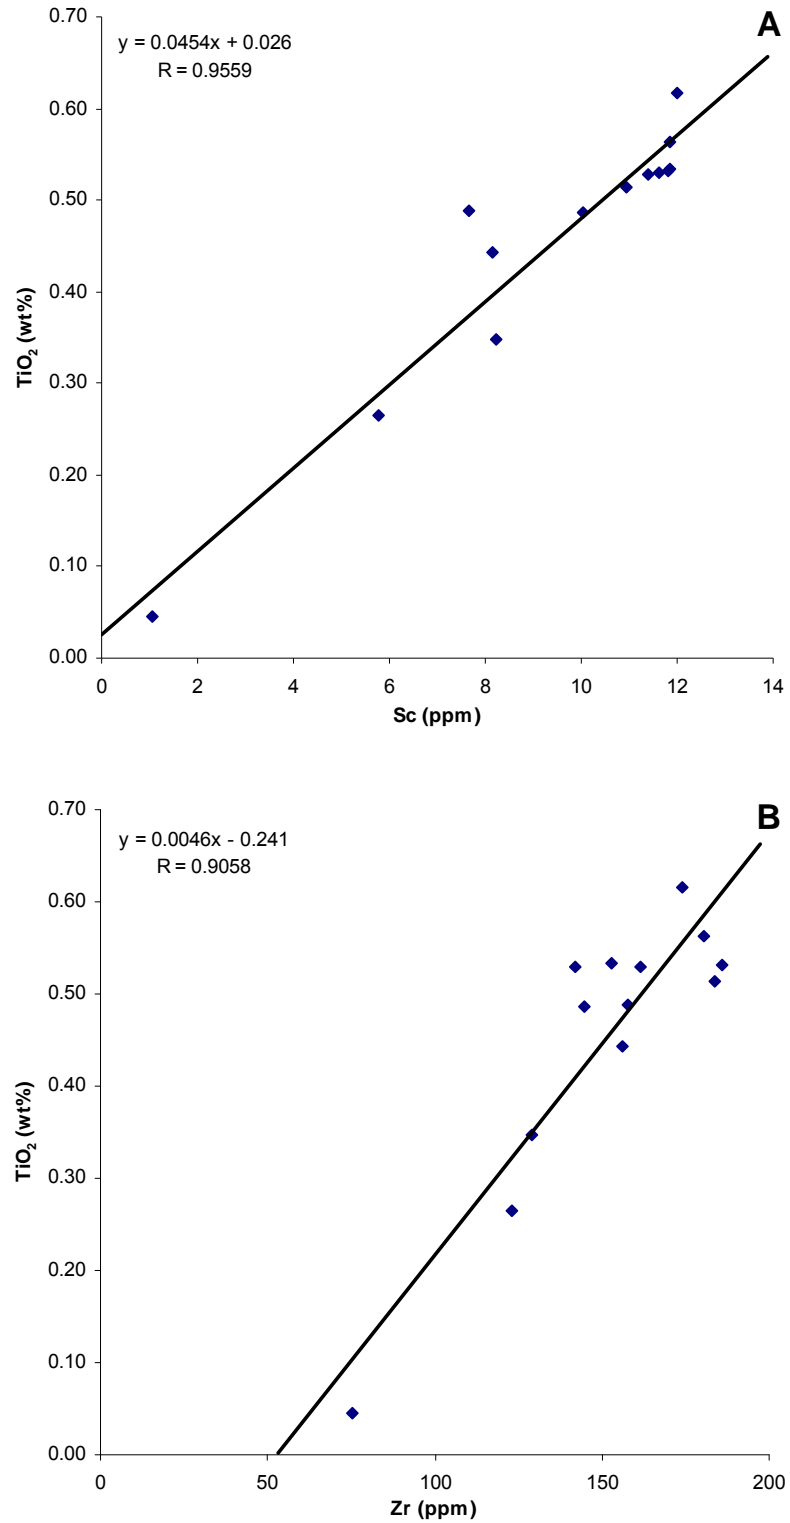 A
y = 0.0454x + 0.026
R = 0.9559
0.70
0.60
0.50
0.40
0.30
0.20
0.10
0.00
TiO₂ (wt%)
0 2 4 6 8 10 12 14
Sc (ppm)
B
y = 0.0046x - 0.241
R = 0.9058
0.70
0.60
0.50
0.40
0.30
0.20
0.10
0.00
TiO₂ (wt%)
0 50 100 150 200
Zr (ppm)